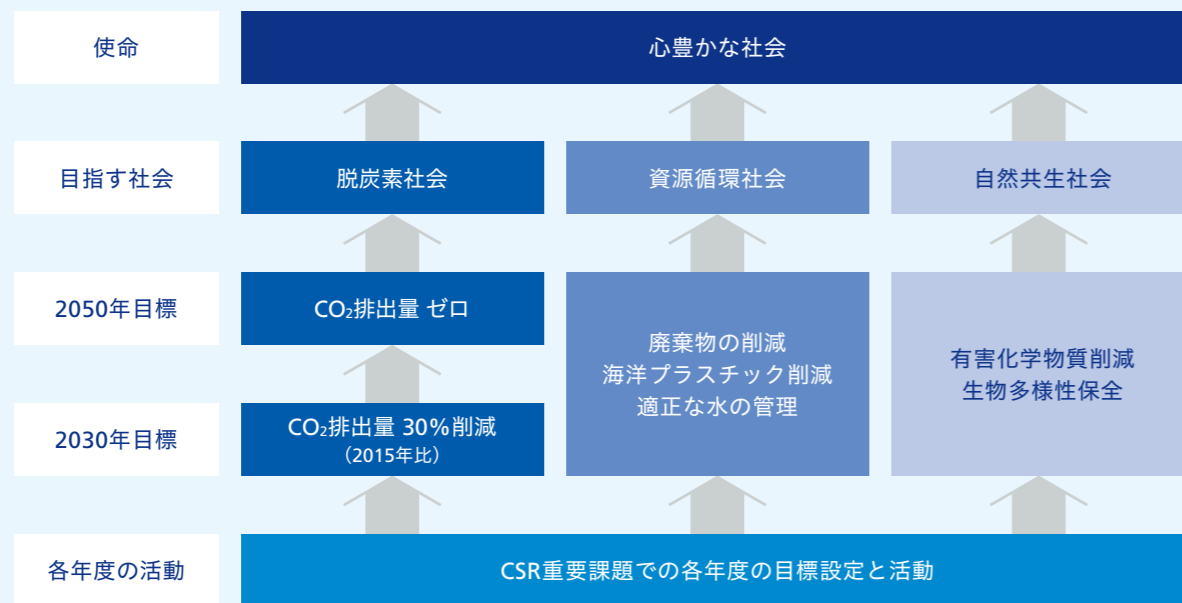 使命
心豊かな社会
目指す社会
脱炭素社会
資源循環社会
自然共生社会
2050年目標
CO₂排出量 ゼロ
廃棄物の削減
海洋プラスチック削減
適正な水の管理
有害化学物質削減
生物多様性保全
2030年目標
CO₂排出量 30%削減
（2015年比）
各年度の活動
CSR重要課題での各年度の目標設定と活動